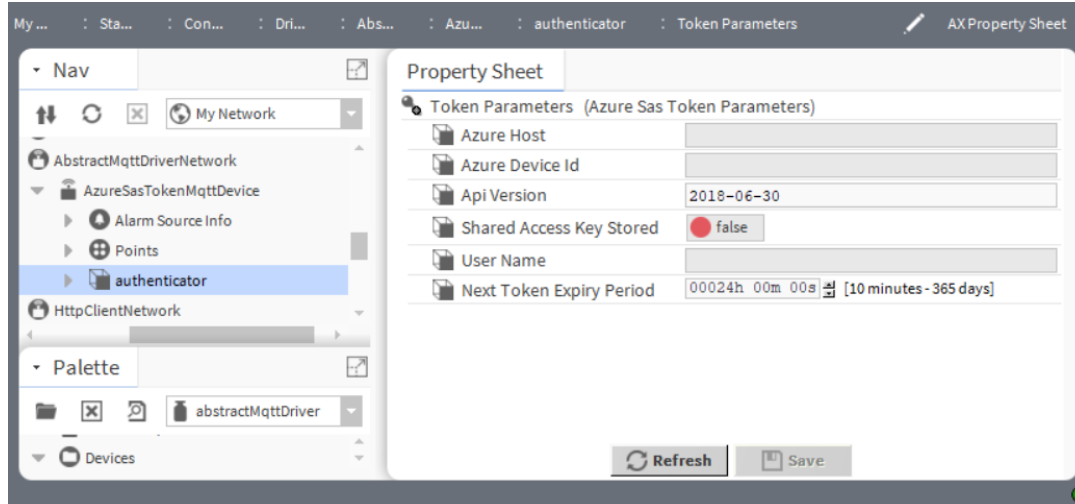 My ... : Sta... : Con... : Dri... : Abs... : Azu... : authenticator : Token Parameters AX Property Sheet
Nav
My Network
AbstractMqttDriverNetwork
AzureSasTokenMqttDevice
Alarm Source Info
Points
authenticator
HttpClientNetwork
Palette
abstractMqttDriver
Devices
Property Sheet
Token Parameters (Azure Sas Token Parameters)
Azure Host
Azure Device Id
Api Version 2018-06-30
Shared Access Key Stored false
User Name
Next Token Expiry Period 00024h 00m 00s [10 minutes - 365 days]
Refresh Save